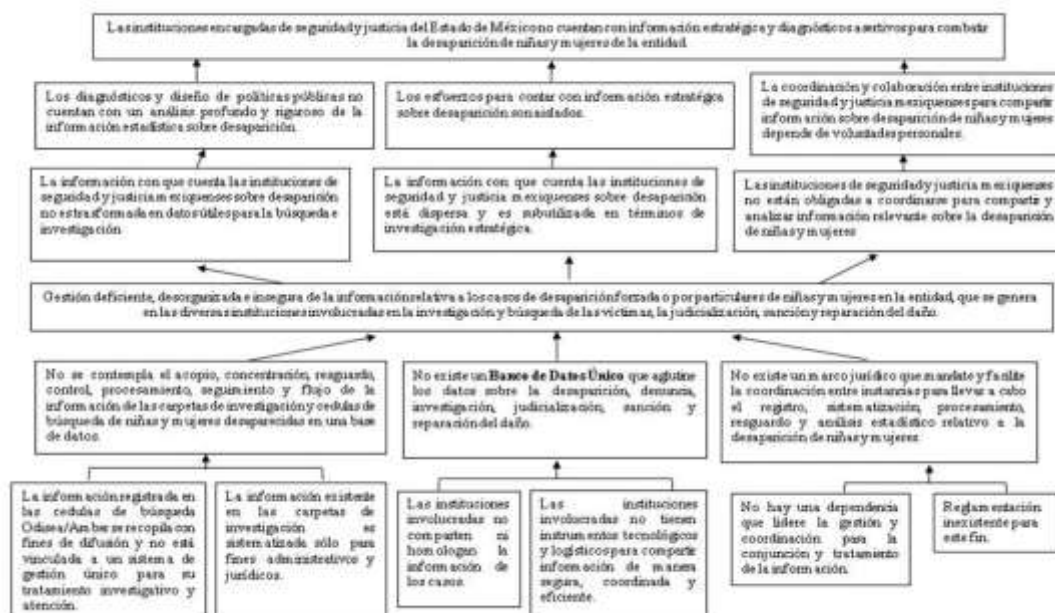 Las instituciones encargadas de seguridad y justicia del Estado de México no cuentan con información estratégica y diagnósticos asertivos para combatir
la desaparición de niñas y mujeres de la entidad.
Los diagnósticos y diseño de políticas públicas no
cuentan con un análisis profundo y riguroso de la
información estadística sobre desaparición.
Los esfuerzos para contar con información estratégica
sobre desaparición son aislados.
La coordinación y colaboración entre instituciones
de seguridad y justicia mexiquenses para compartir
información sobre desaparición de niñas y mujeres
depende de voluntades personales.
La información con que cuenta las instituciones de
seguridad y justicia mexiquenses sobre desaparición
no es trasformada en datos útiles para la búsqueda e
investigación
La información con que cuenta las instituciones de
seguridad y justicia mexiquenses sobre desaparición
está dispersa y es subutilizada en términos de
investigación estratégica.
Las instituciones de seguridad y justicia mexiquenses
no están obligadas a coordinarse para compartir y
analizar información relevante sobre la desaparición
de niñas y mujeres
Gestión deficiente, desorganizada e insegura de la información relativa a los casos de desaparición forzada o por particulares de niñas y mujeres en la entidad, que se genera
en las diversas instituciones involucradas en la investigación y búsqueda de las víctimas, la judicialización, sanción y reparación del daño.
No se contempla el acopio, concentración, resguardo,
control, procesamiento, seguimiento y flujo de la
información de las carpetas de investigación y cedulas de
búsqueda de niñas y mujeres desaparecidas en una base
de datos.
No existe un Banco de Datos Único que aglutine
los datos sobre la desaparición, denuncia,
investigación, judicialización, sanción y
reparación del daño.
No existe un marco jurídico que mandate y facilite
la coordinación entre instancias para llevar a cabo
el registro, sistematización, procesamiento,
resguardo y análisis estadístico relativo a la
desaparición de niñas y mujeres
La información registrada en
las cedulas de búsqueda
Odisea/Amber se recopila con
fines de difusión y no está
vinculada a un sistema de
gestión único para su
tratamiento investigativo y
atención.
La información existente
en las carpetas de
investigación es
sistematizada sólo para
fines administrativos y
jurídicos.
Las instituciones
involucradas no
comparten ni
homologan la
información de
los casos.
Las instituciones
involucradas no tienen
instrumentos tecnológicos
y logísticos para compartir
información de manera
segura, coordinada y
eficiente.
No hay una dependencia
que lidere la gestión y
coordinación para la
conjunción y tratamiento
de la información.
Reglamentación
inexistente para
este fin.